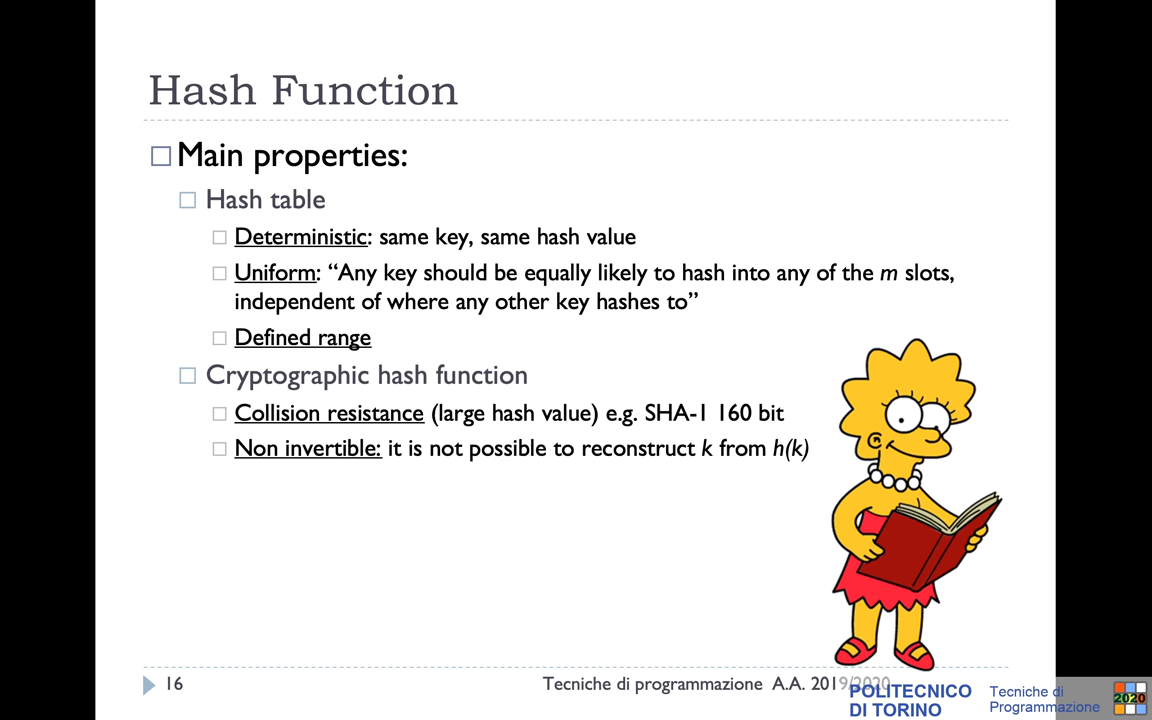 Hash Function
Main properties:
Hash table
Deterministic: same key, same hash value
Uniform: “Any key should be equally likely to hash into any of the m slots,
independent of where any other key hashes to”
Defined range
Cryptographic hash function
Collision resistance (large hash value) e.g. SHA-1 160 bit
Non invertible: it is not possible to reconstruct k from h(k)
16
Tecniche di programmazione A.A. 2019/2020
POLITECNICO
DI TORINO
Tecniche di
Programmazione
2020